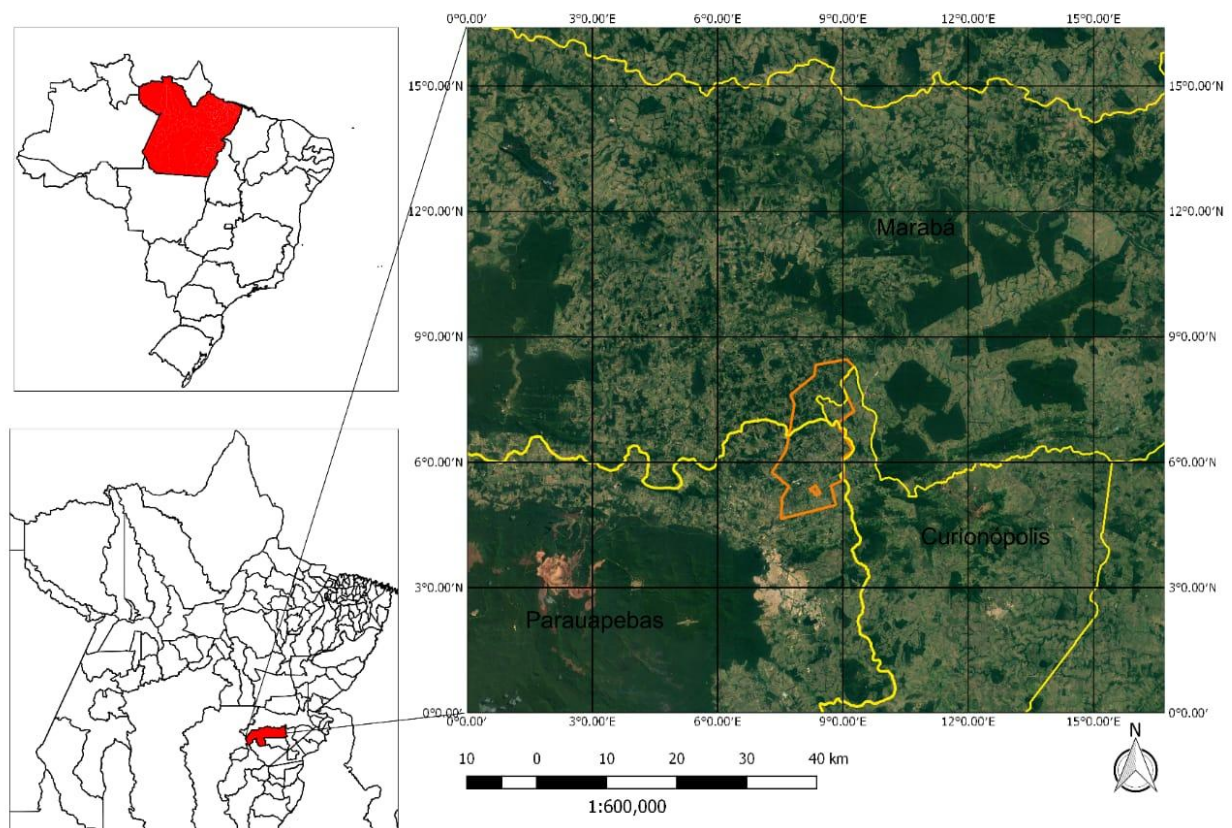 0°0.00'E 3°0.00'E 6°0.00'E 9°0.00'E 12°0.00'E 15°0.00'E
15°0.00'N 15°0.00'N
12°0.00'N 12°0.00'N
Marabá
9°0.00'N 9°0.00'N
6°0.00'N 6°0.00'N
Curionópolis
3°0.00'N 3°0.00'N
Parauapebas
0°0.00' 0°0.00'
0°0.00'E 3°0.00'E 6°0.00'E 9°0.00'E 12°0.00'E 15°0.00'E
10 0 10 20 30 40 km
1:600,000
N